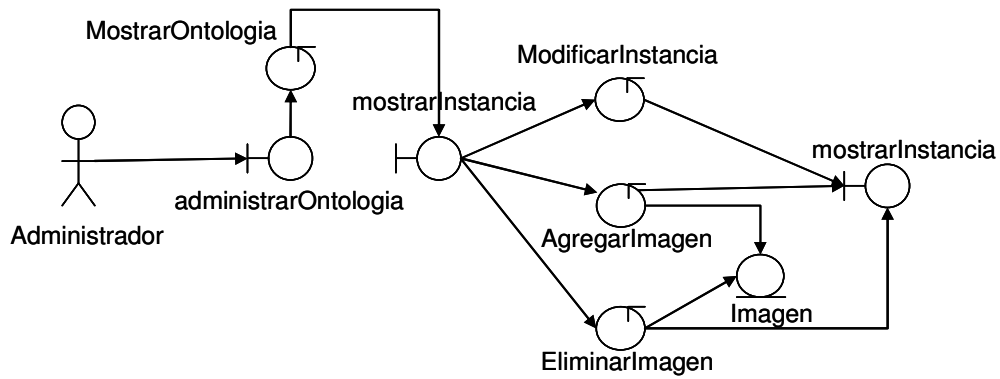 MostrarOntologia
ModificarInstancia
mostrarInstancia
mostrarInstancia
administrarOntologia
Administrador
AgregarImagen
Imagen
EliminarImagen